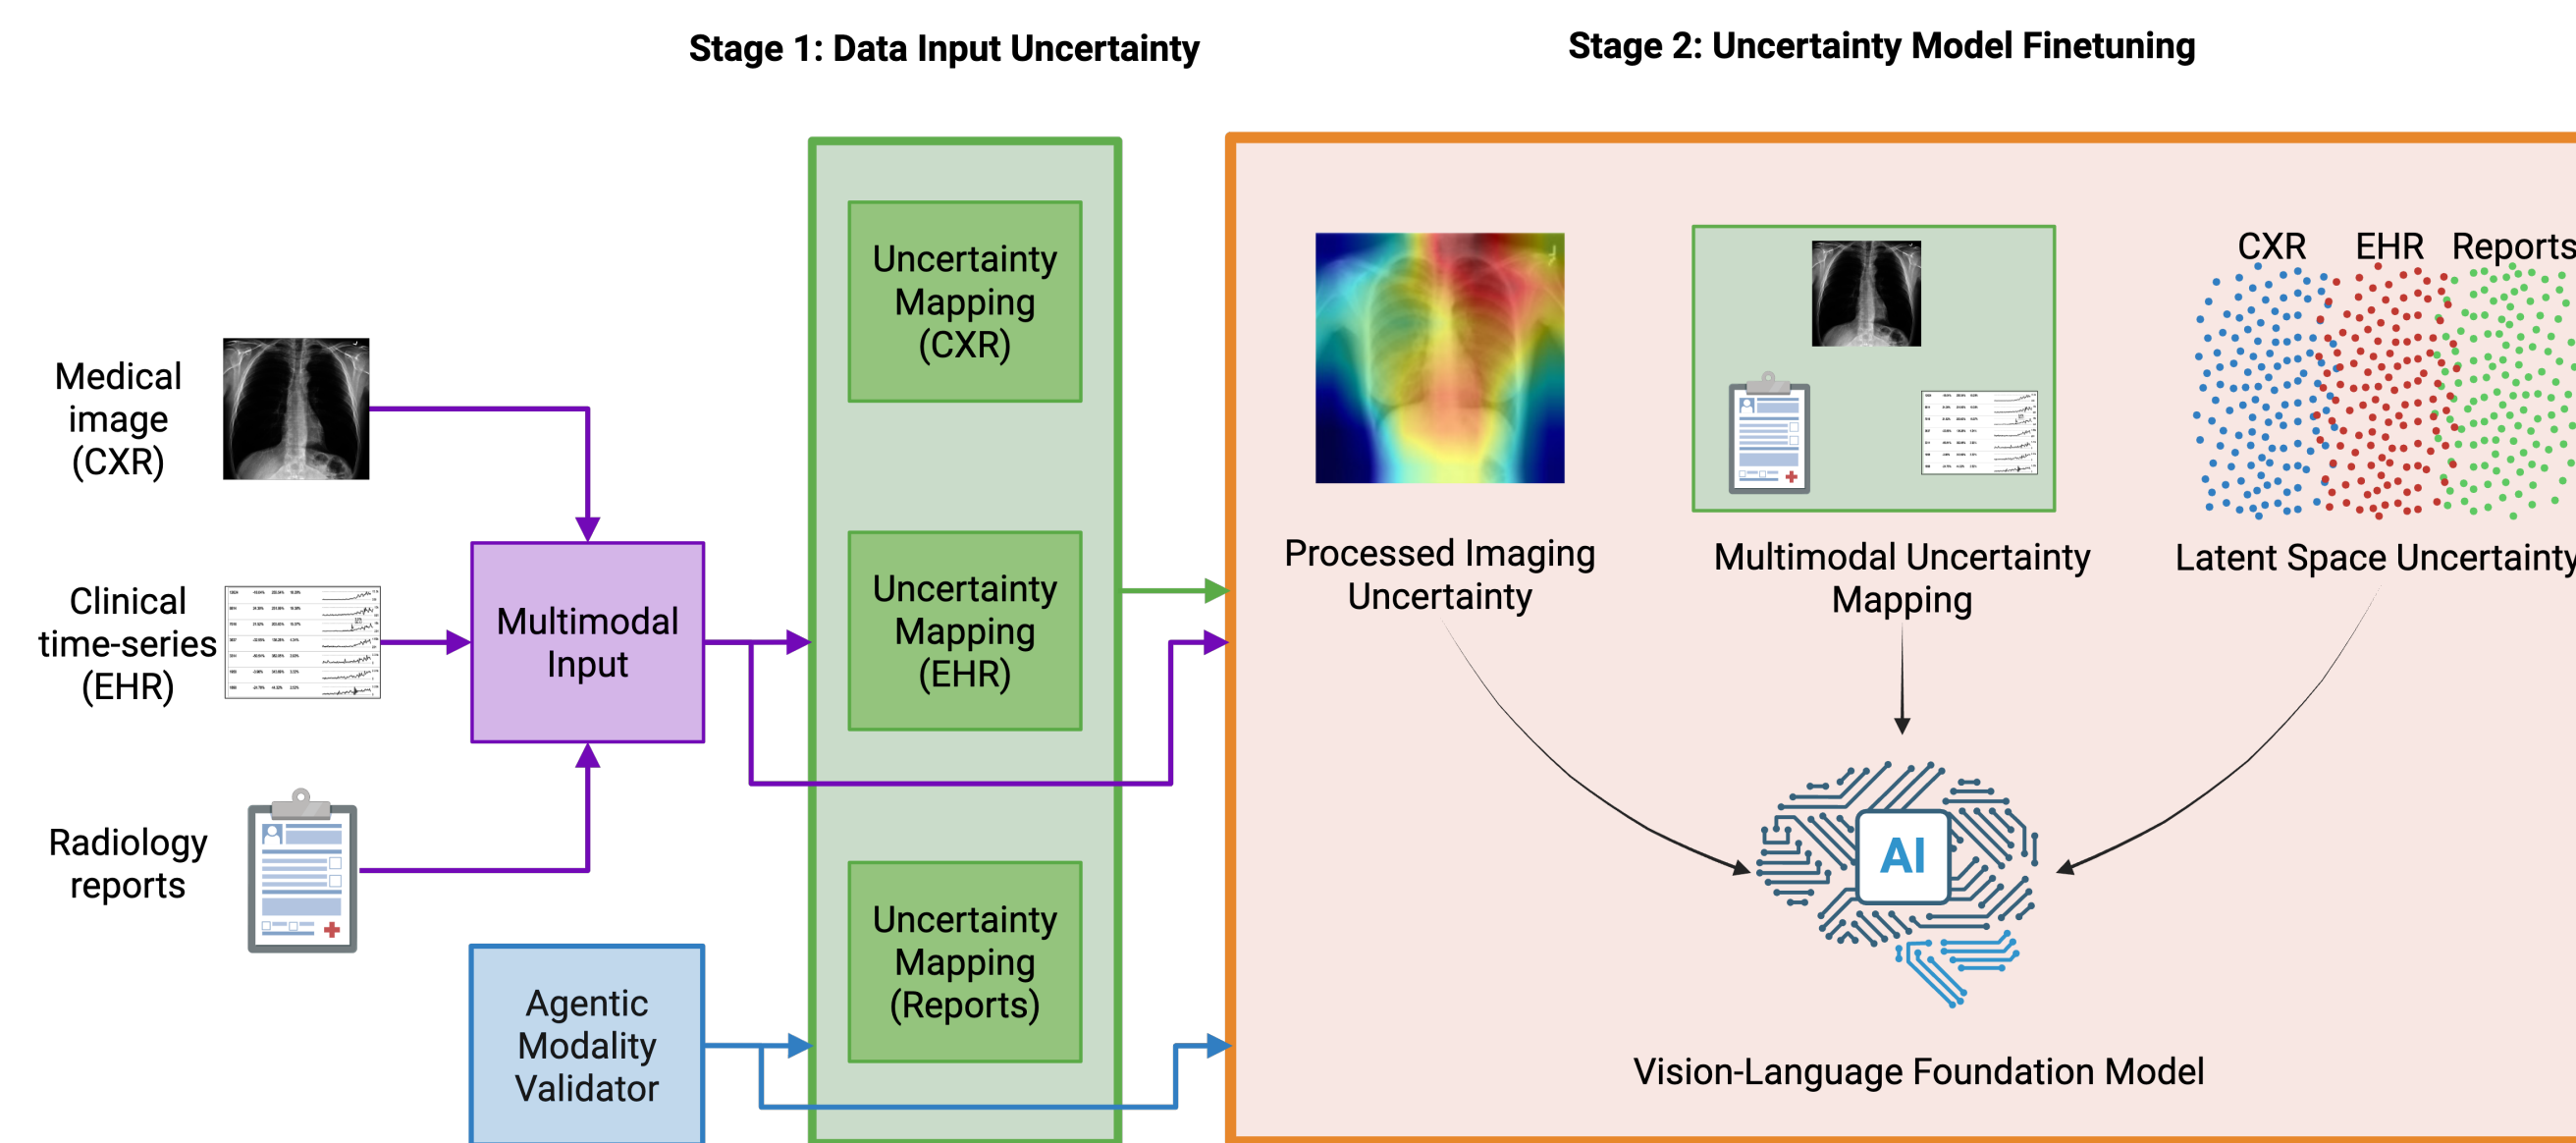 Stage 1: Data Input Uncertainty
Stage 2: Uncertainty Model Finetuning
Medical
image
(CXR)
Clinical
time-series
(EHR)
Radiology
reports
Multimodal
Input
Agentic
Modality
Validator
Uncertainty
Mapping
(CXR)
Uncertainty
Mapping
(EHR)
Uncertainty
Mapping
(Reports)
Processed Imaging
Uncertainty
Multimodal Uncertainty
Mapping
CXR EHR Reports
Latent Space Uncertainty
AI
Vision-Language Foundation Model